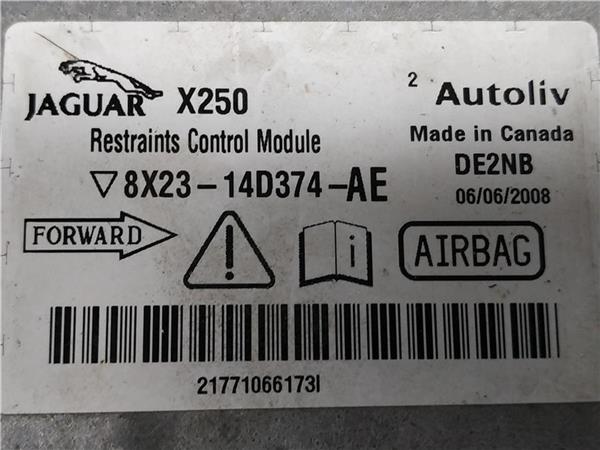 JAGUAR X250
2 Autoliv
Restraints Control Module
Made in Canada
8X23-14D374-AE
DE2NB
06/06/2008
FORWARD
i
AIRBAG
21771066173I